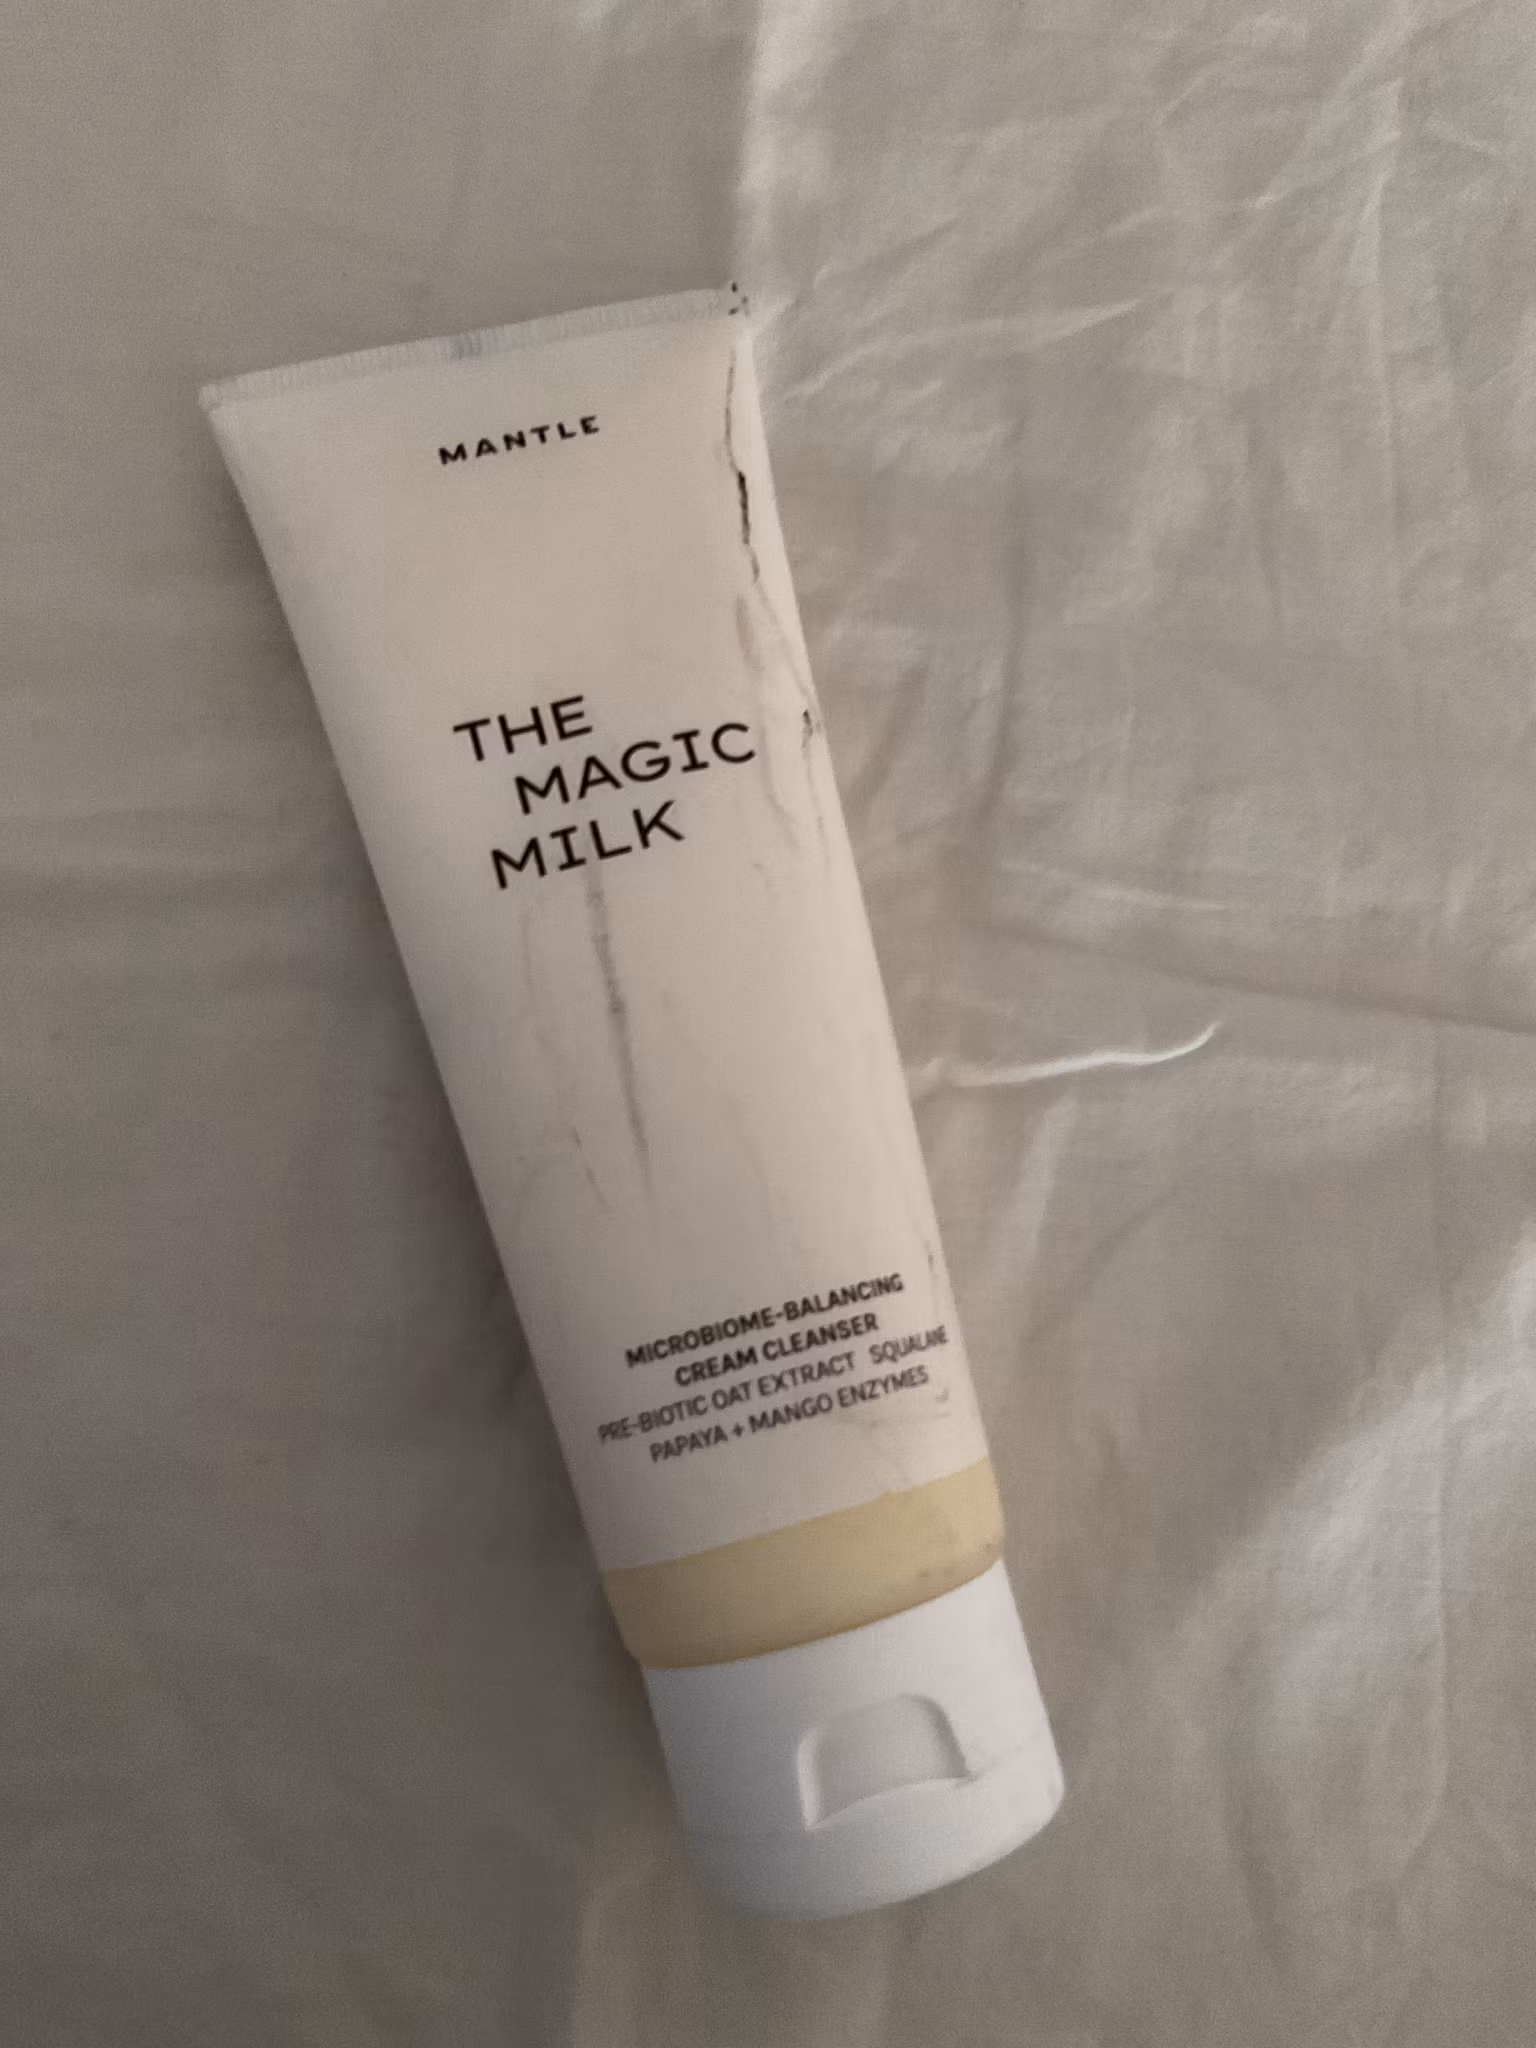 MANTLE
THE
MAGIC
MILK
MICROBIOME-BALANCING
CREAM CLEANSER
PRE-BIOTIC OAT EXTRACT SQUALANE
PAPAYA + MANGO ENZYMES